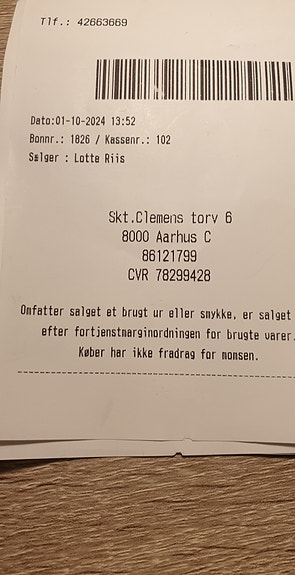 Tlf.: 42663669
Dato:01-10-2024 13:52
Bonnr.: 1826 / Kassenr.: 102
Sælger : Lotte Riis
Skt.Clemens torv 6
8000 Aarhus C
86121799
CVR 78299428
Omfatter salget et brugt ur eller smykke, er salget
efter fortjenstmarginordningen for brugte varer.
Køber har ikke fradrag for momsen.